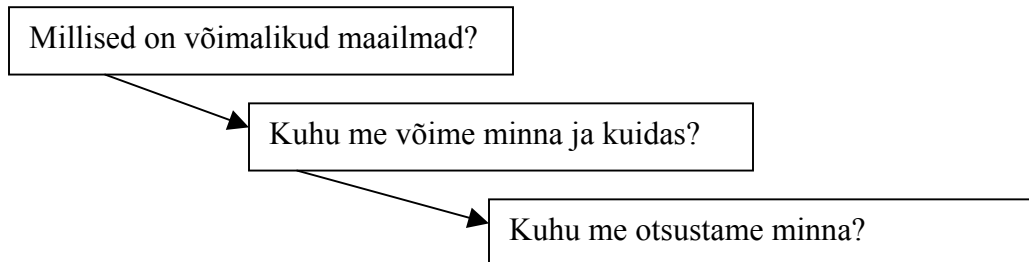 Millised on võimalikud maailmad?
Kuhu me võime minna ja kuidas?
Kuhu me otsustame minna?